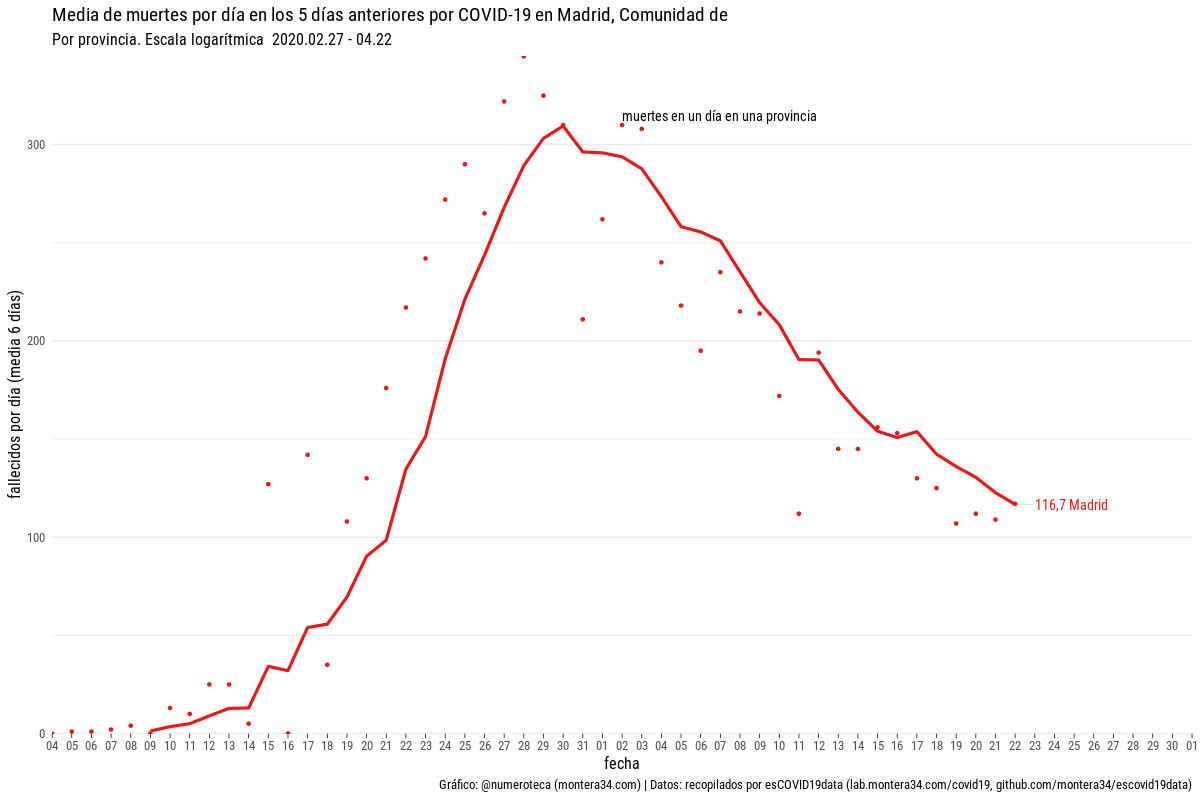 Media de muertes por día en los 5 días anteriores por COVID-19 en Madrid, Comunidad de
Por provincia. Escala logarítmica  2020.02.27 - 04.22
muertes en un día en una provincia
fallecidos por día (media 6 días)
300
200
100
0
116,7 Madrid
04 05 06 07 08 09 10 11 12 13 14 15 16 17 18 19 20 21 22 23 24 25 26 27 28 29 30 31 01 02 03 04 05 06 07 08 09 10 11 12 13 14 15 16 17 18 19 20 21 22 23 24 25 26 27 28 29 30 01
fecha
Gráfico: @numeroteca (montera34.com) | Datos: recopilados por esCOVID19data (lab.montera34.com/covid19, github.com/montera34/escovid19data)